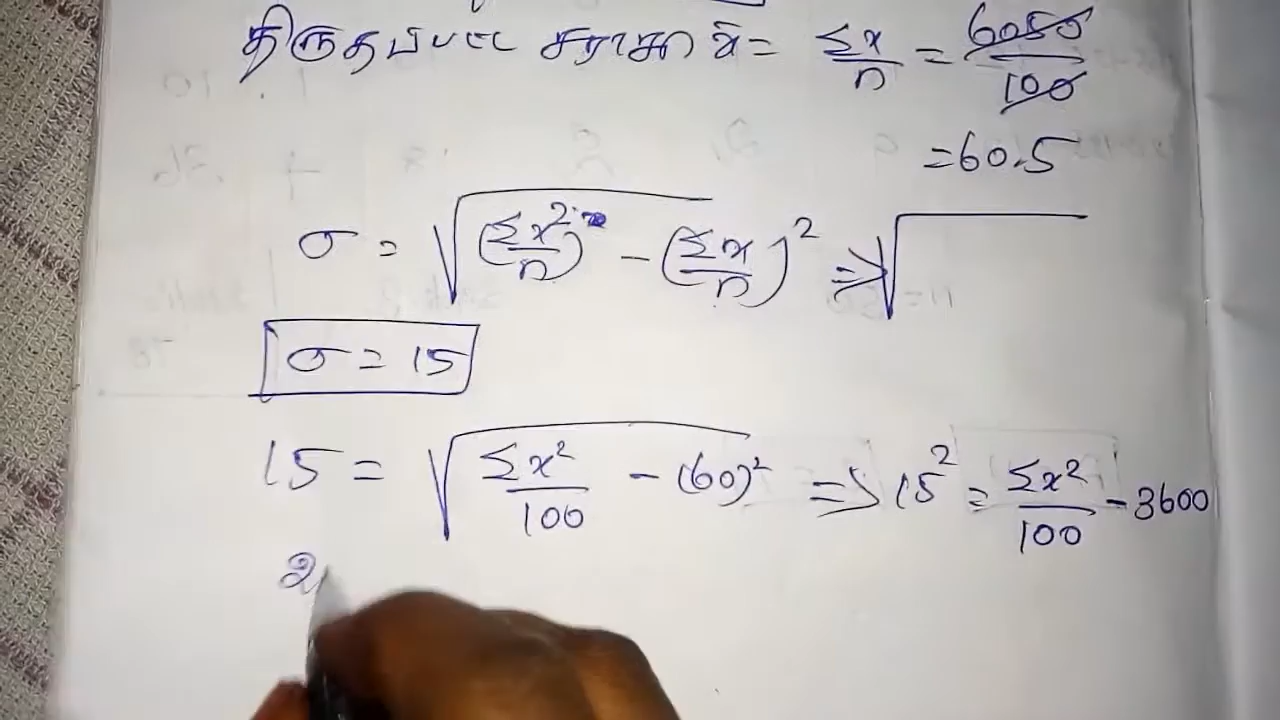 திருதப்பட்ட சராசரி x̄ = Σx/n = 6050/100
= 60.5
σ = √(Σx²/n) - (Σx/n)² ⇒ √
σ = 15
15 = √Σx²/100 - (60)² ⇒ 15² = Σx²/100 - 3600
2